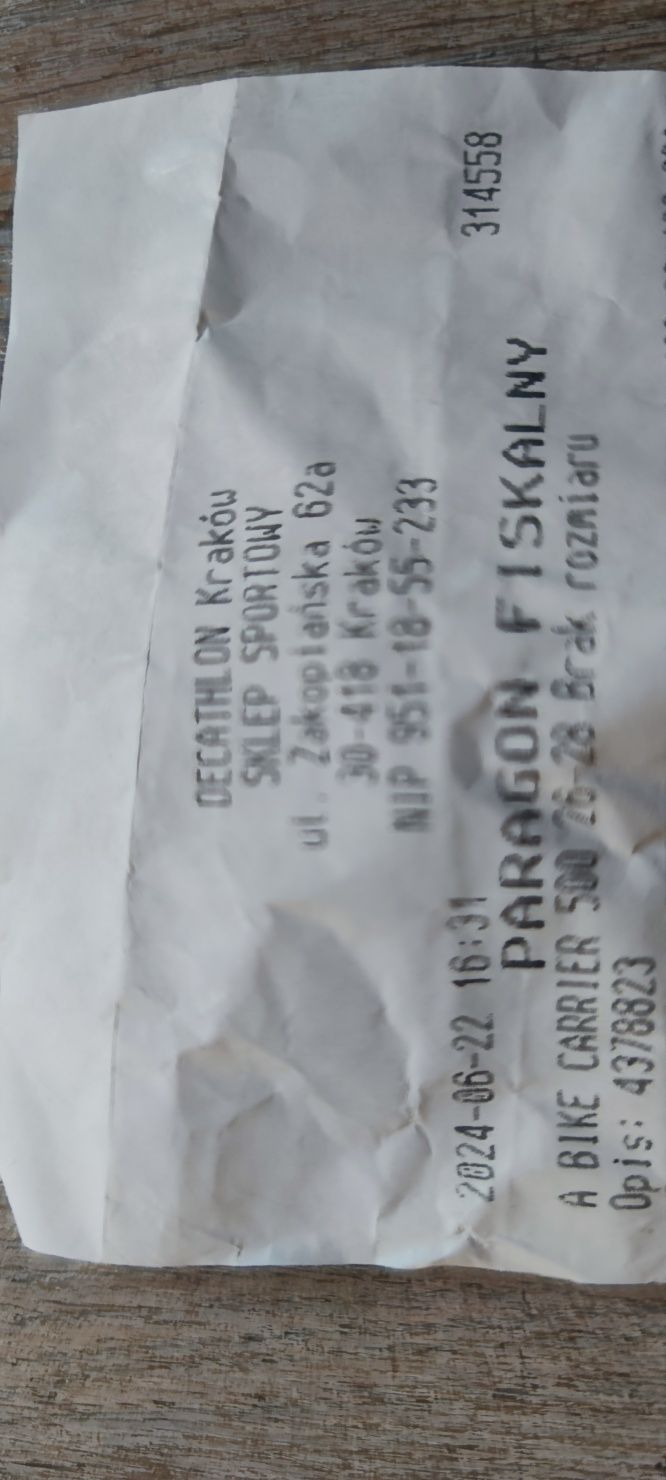 DECATHLON Kraków
SKLEP SPORTOWY
ul. Zakopiańska 62a
30-418 Kraków
NIP 951-18-55-233
2024-06-22 16:31 314558
PARAGON FISKALNY
A BIKE CARRIER 500 26-28 Brak rozmiaru
Opis: 4378823